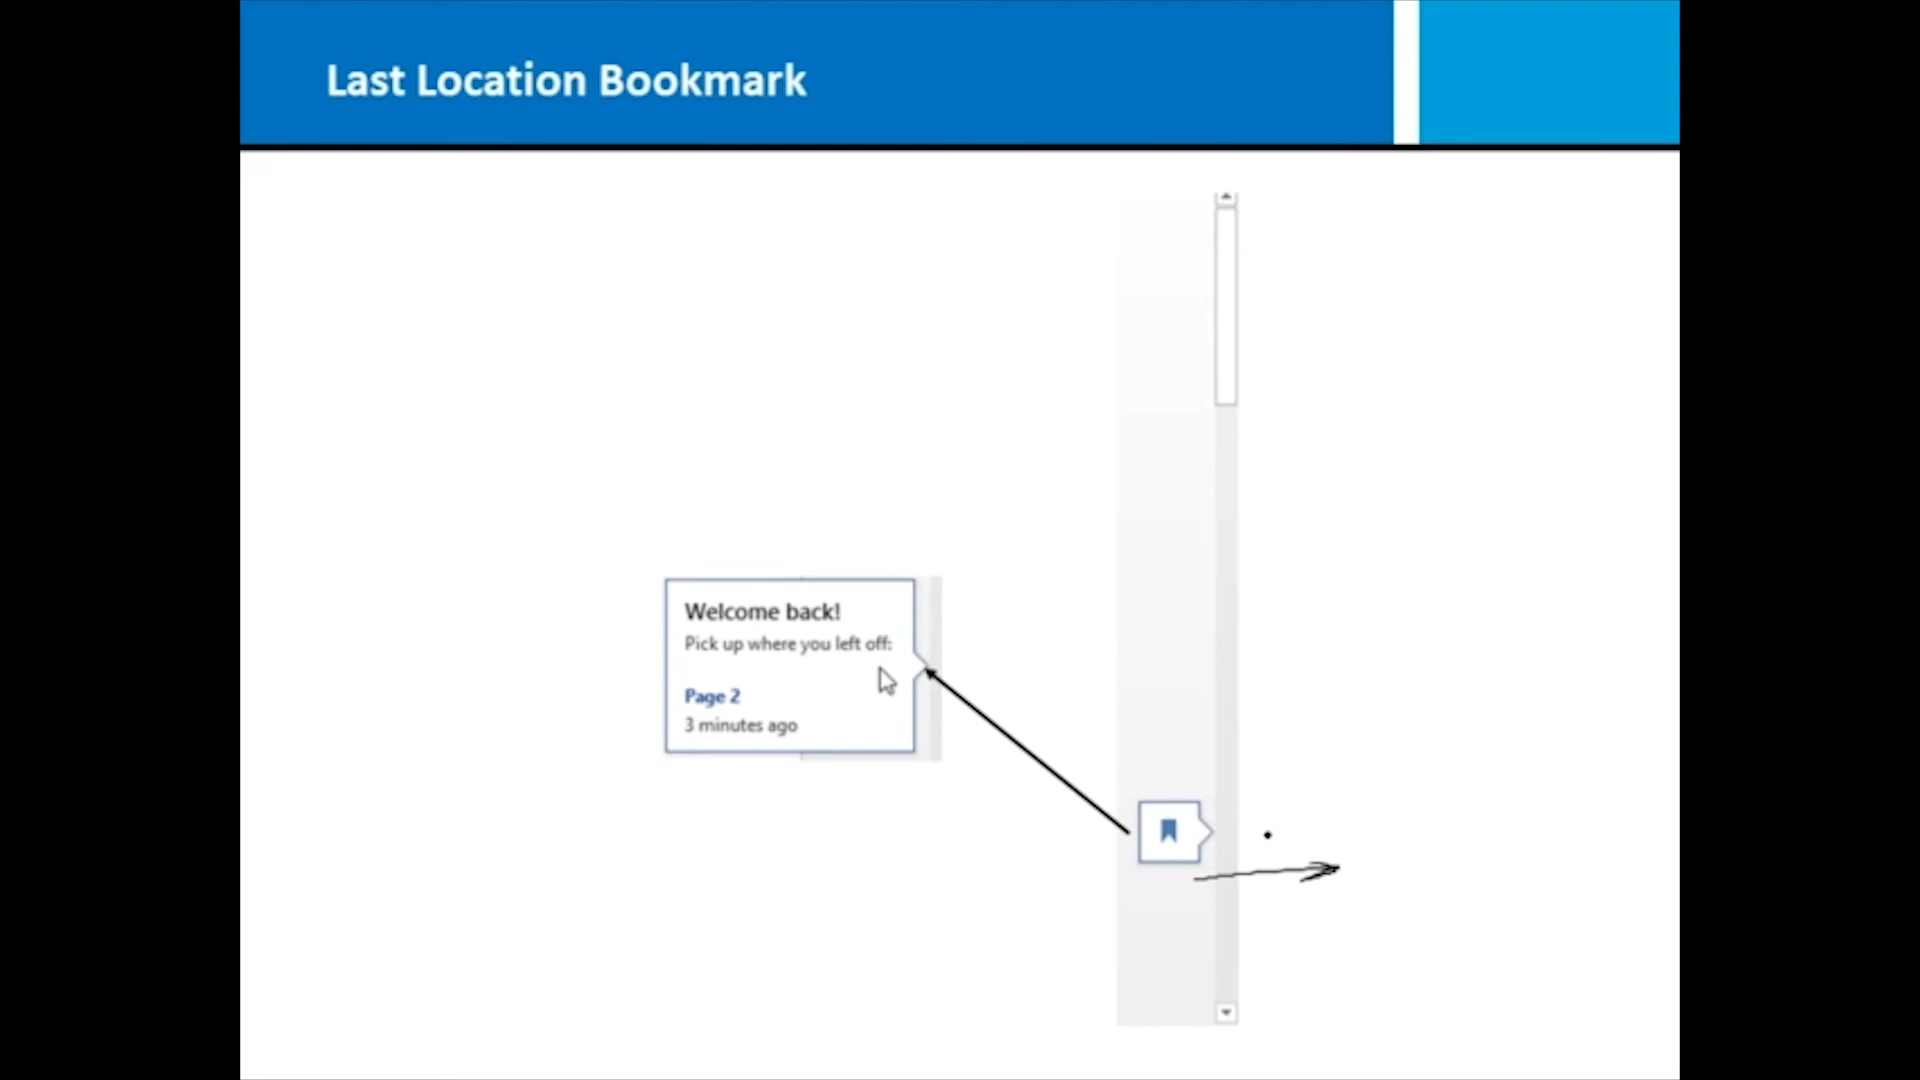 Last Location Bookmark
Welcome back!
Pick up where you left off:
Page 2
3 minutes ago